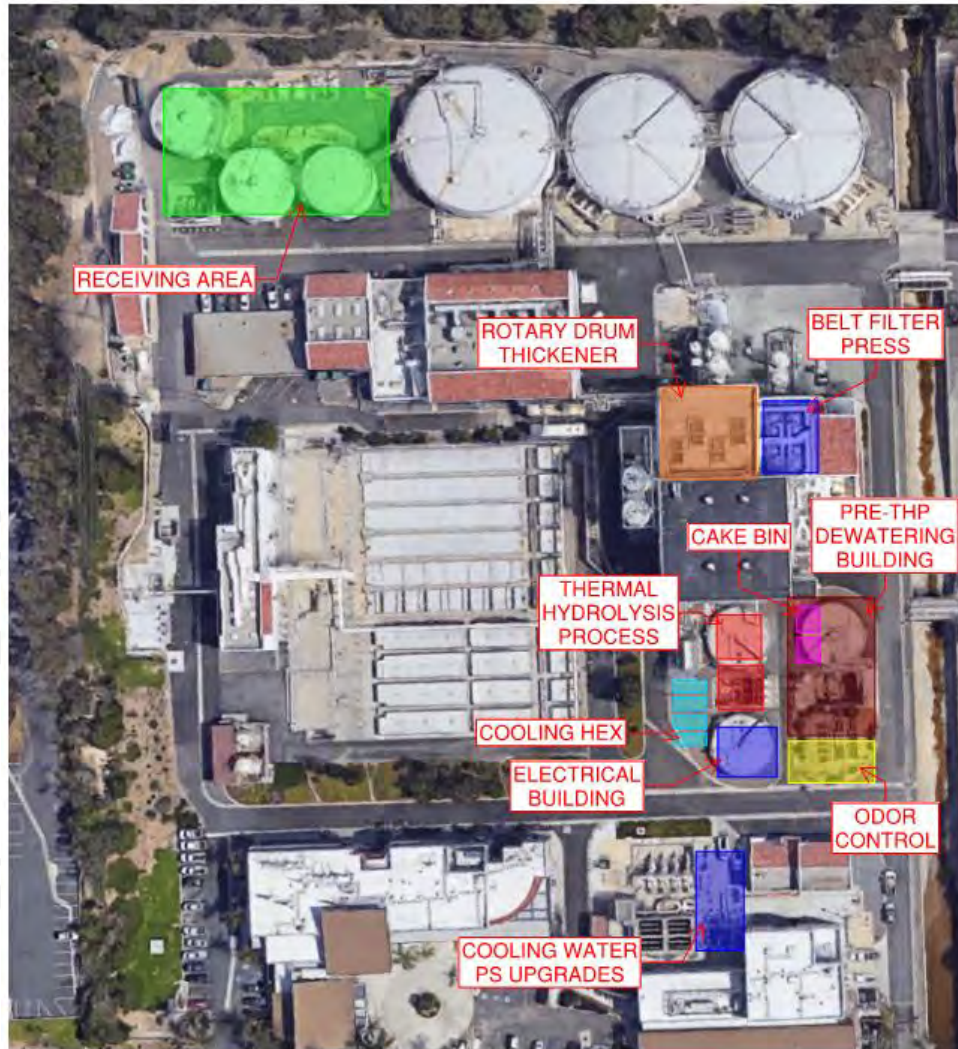 RECEIVING AREA
ROTARY DRUM
THICKENER
BELT FILTER
PRESS
CAKE BIN
PRE-THP
DEWATERING
BUILDING
THERMAL
HYDROLYSIS
PROCESS
COOLING HEX
ELECTRICAL
BUILDING
ODOR
CONTROL
COOLING WATER
PS UPGRADES